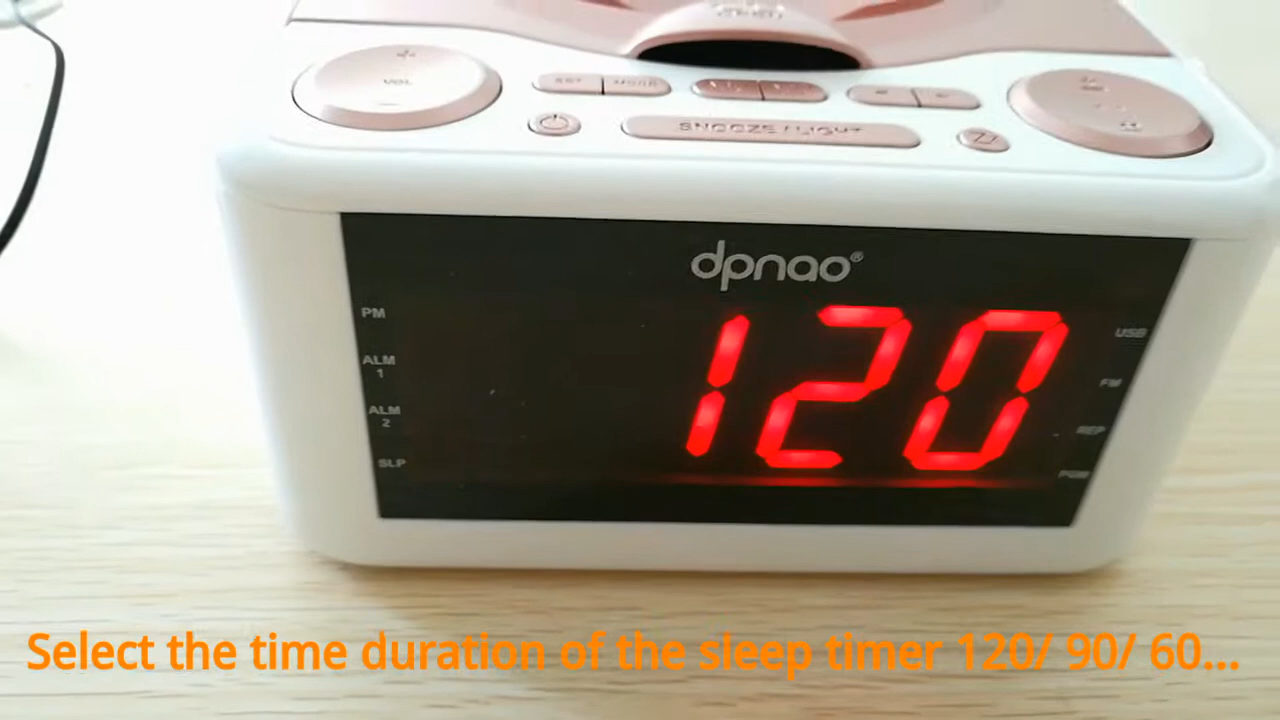 VOL
SET MODE
SNOOZE / LIGHT
dpnao®
PM
ALM
1
ALM
2
SLP
120
USB
FM
REP
PGM
Select the time duration of the sleep timer 120/ 90/ 60...